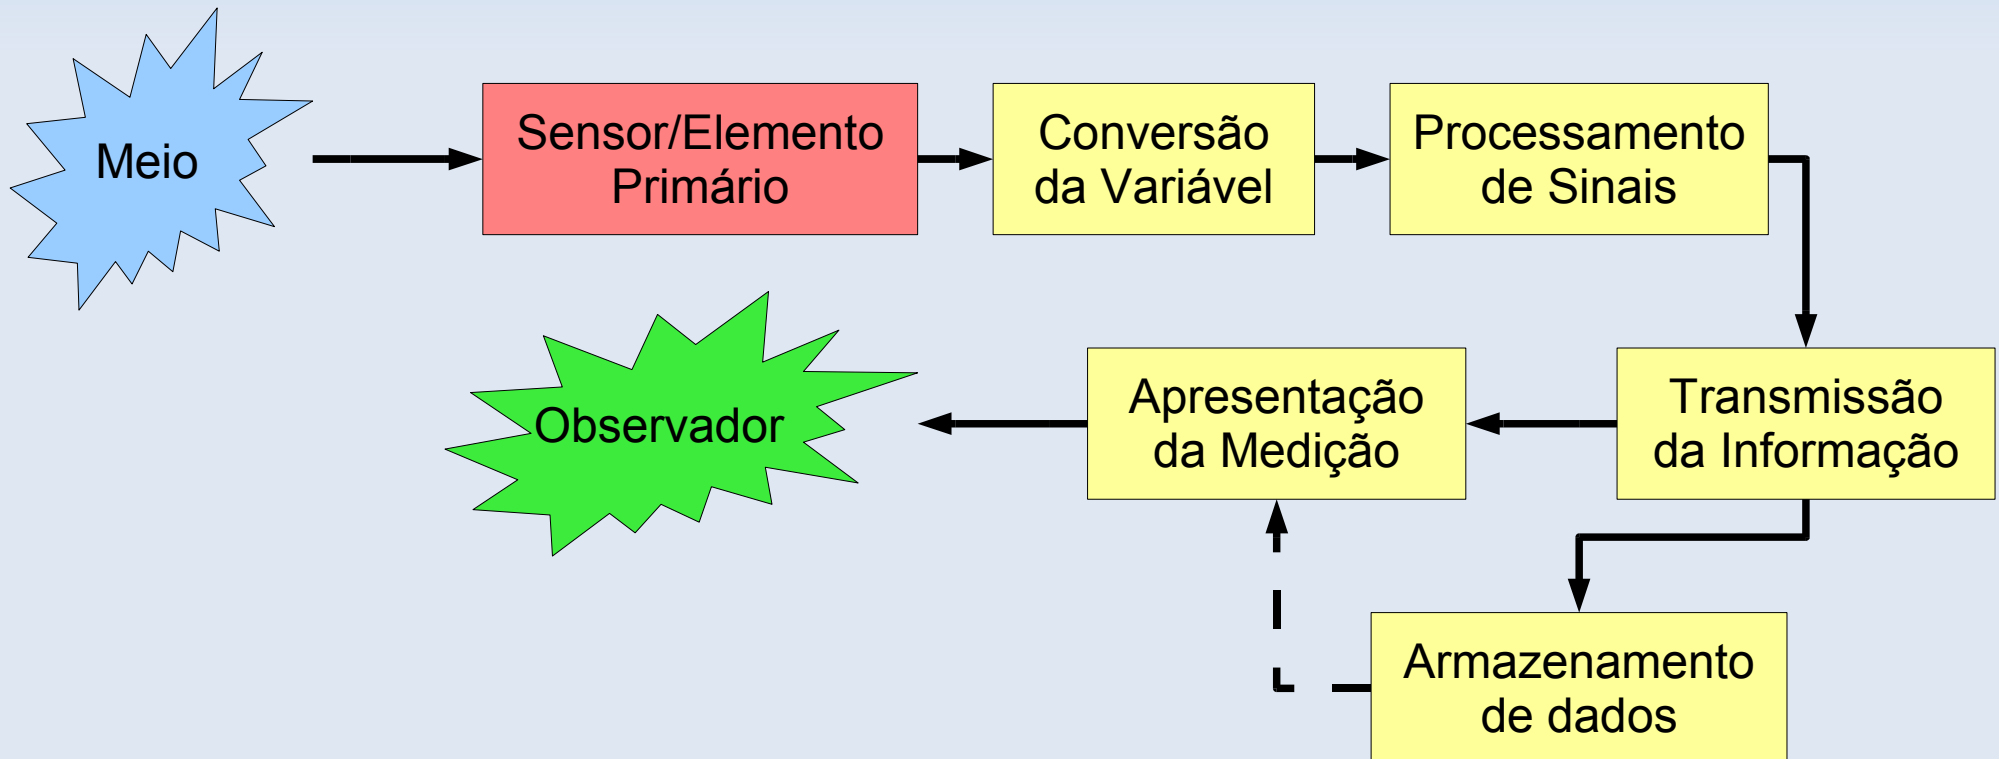 Meio
Sensor/Elemento
Primário
Conversão
da Variável
Processamento
de Sinais
Observador
Apresentação
da Medição
Transmissão
da Informação
Armazenamento
de dados